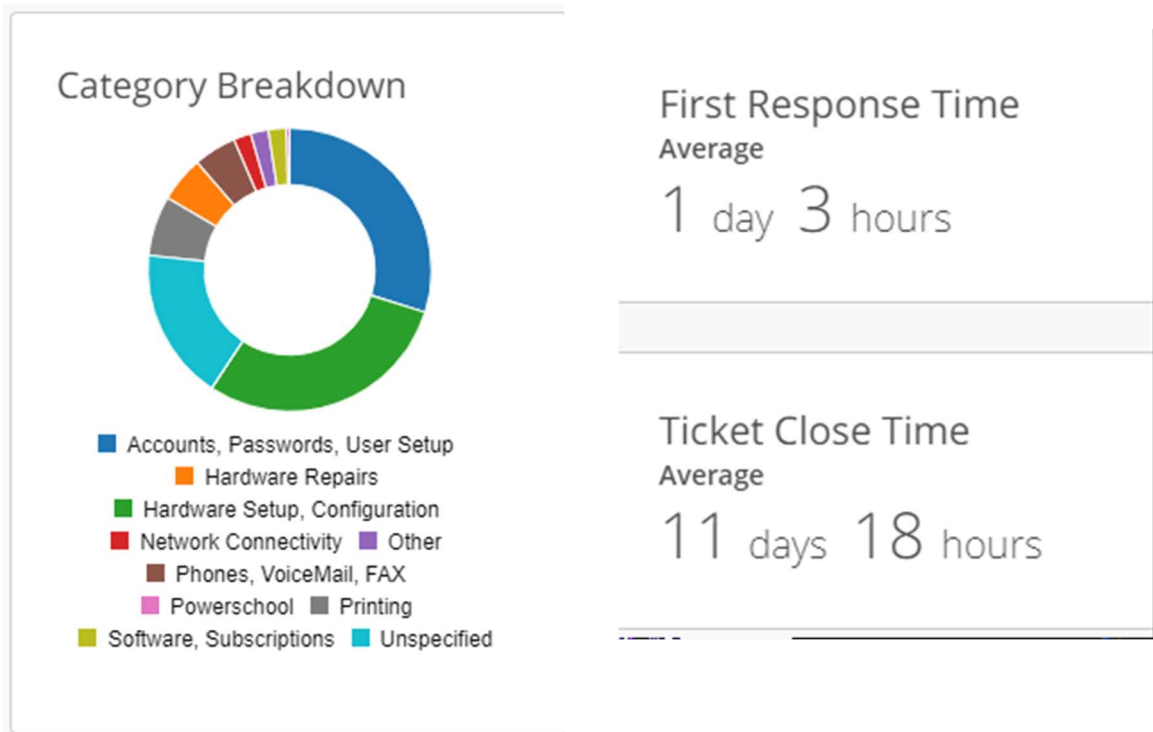 Category Breakdown
Accounts, Passwords, User Setup
Hardware Repairs
Hardware Setup, Configuration
Network Connectivity Other
Phones, VoiceMail, FAX
Powerschool Printing
Software, Subscriptions Unspecified
First Response Time
Average
1 day 3 hours
Ticket Close Time
Average
11 days 18 hours